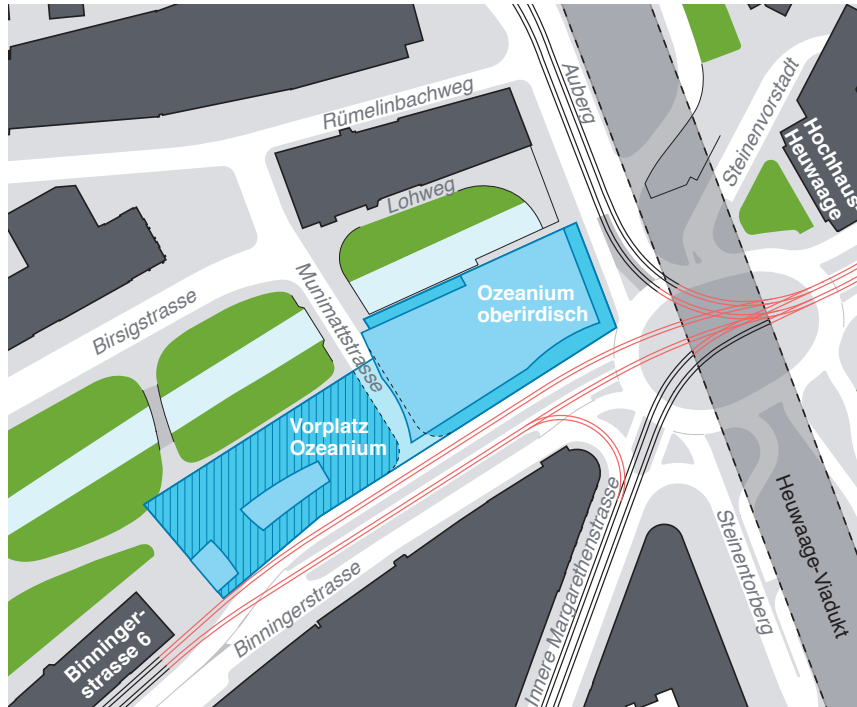 Rümelinbachweg
Auberg
Steinenvorstadt
Hochhaus
Heuwaage
Lohweg
Munimattstrasse
Birsigstrasse
Ozeanium
oberirdisch
Vorplatz
Ozeanium
Binningerstrasse
Binninger-
strasse 6
Innere Margarethenstrasse
Steinentorberg
Heuwaage-Viadukt